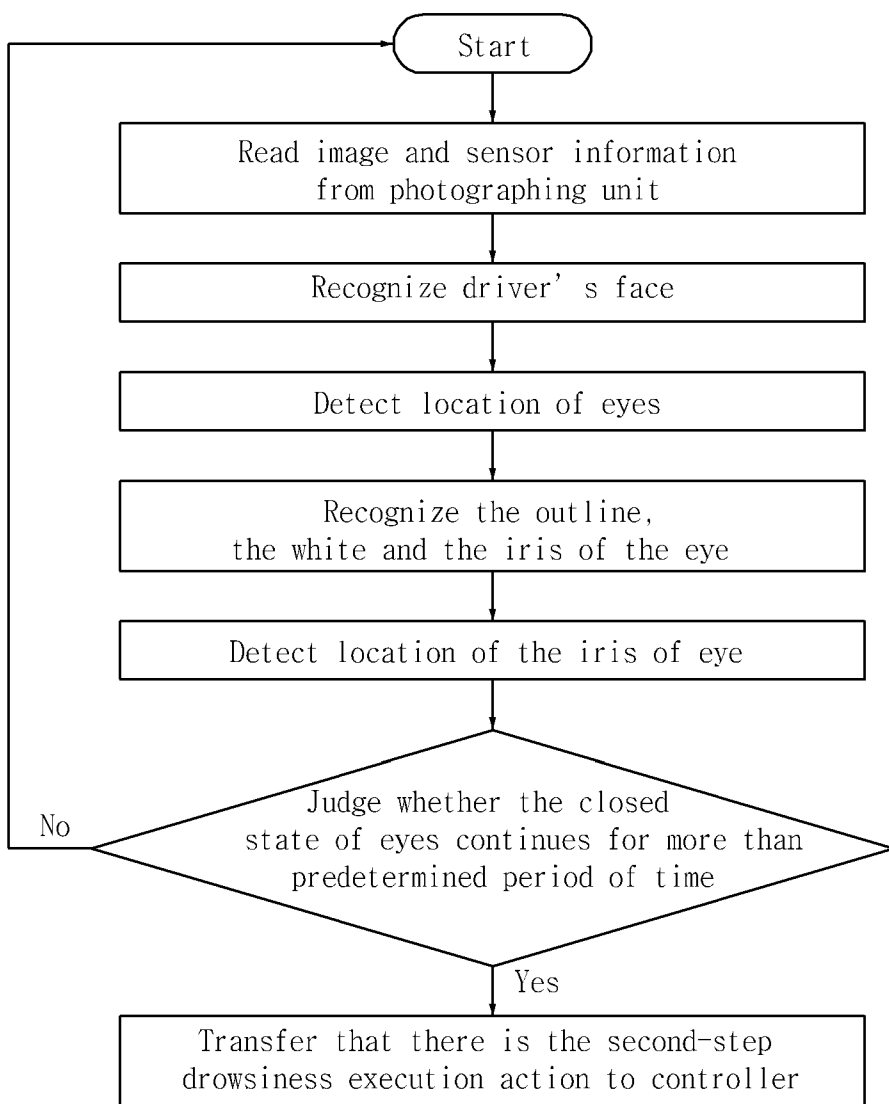 Start
Read image and sensor information
from photographing unit
Recognize driver's face
Detect location of eyes
Recognize the outline,
the white and the iris of the eye
Detect location of the iris of eye
Judge whether the closed
state of eyes continues for more than
predetermined period of time
No
Yes
Transfer that there is the second-step
drowsiness execution action to controller